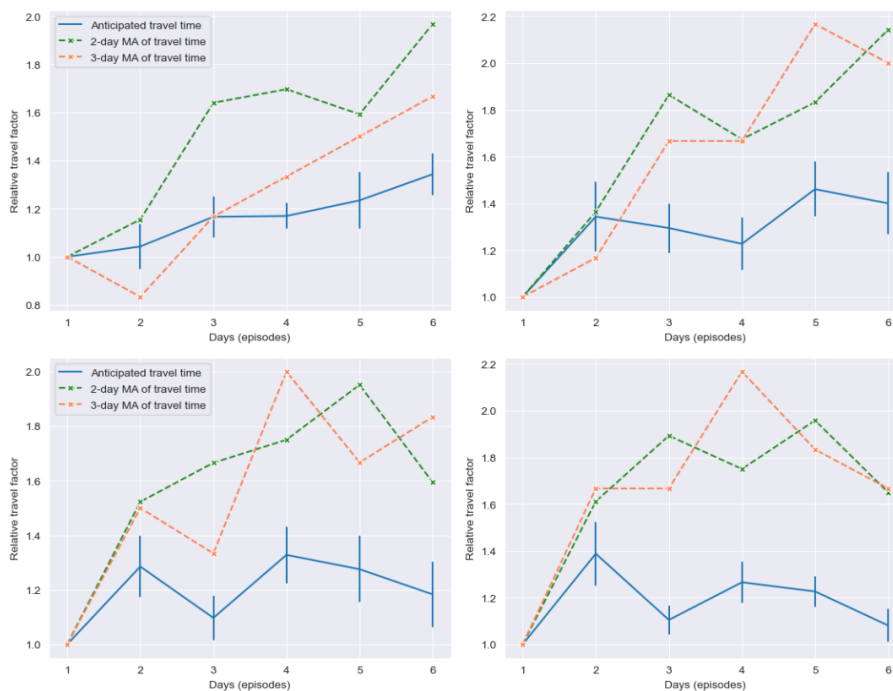 2.0
1.8
1.6
1.4
1.2
1.0
0.8
Relative travel factor
Anticipated travel time
2-day MA of travel time
3-day MA of travel time
1 2 3 4 5 6
Days (episodes)
2.2
2.0
1.8
1.6
1.4
1.2
1.0
Relative travel factor
1 2 3 4 5 6
Days (episodes)
2.0
1.8
1.6
1.4
1.2
1.0
Relative travel factor
Anticipated travel time
2-day MA of travel time
3-day MA of travel time
1 2 3 4 5 6
Days (episodes)
2.2
2.0
1.8
1.6
1.4
1.2
1.0
Relative travel factor
1 2 3 4 5 6
Days (episodes)